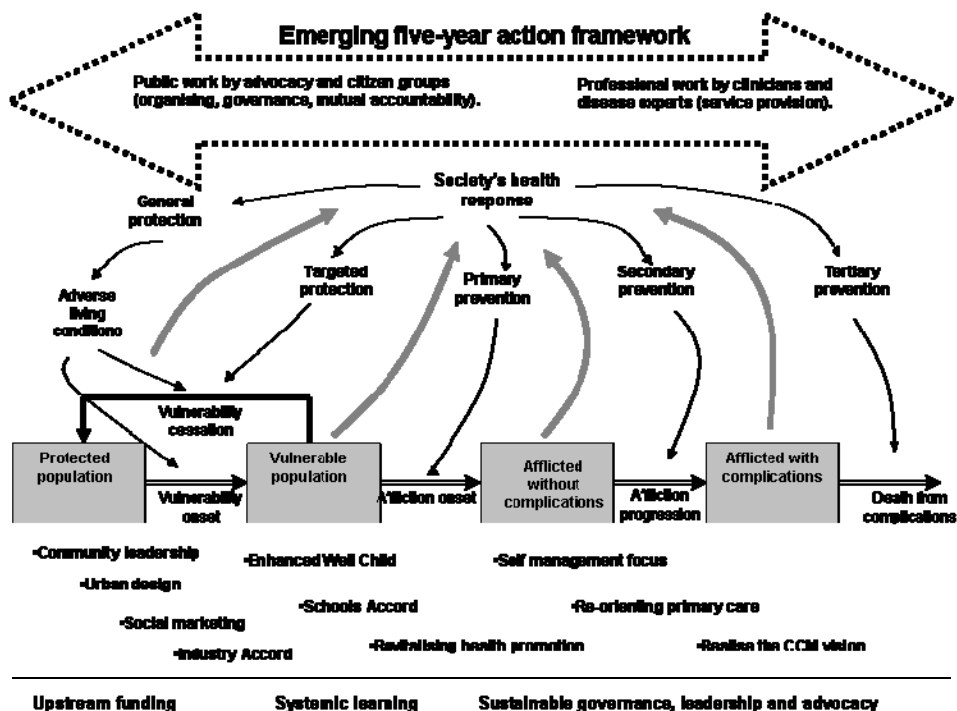 Emerging five-year action framework
Public work by advocacy and citizen groups
(organising, governance, mutual accountability).
Professional work by clinicians and
disease experts (service provision).
Society's health
response
General
protection
Targeted
protection
Primary
prevention
Secondary
prevention
Tertiary
prevention
Adverse
living
conditions
Vulnerability
cessation
Protected
population
Vulnerability
onset
Vulnerable
population
Affliction onset
Afflicted
without
complications
Affliction
progression
Afflicted with
complications
Death from
complications
•Community leadership
•Urban design
•Social marketing
•Industry Accord
•Enhanced Well Child
•Schools Accord
•Revitalising health promotion
•Self management focus
•Re-orienting primary care
•Realise the CCM vision
Upstream funding
Systemic learning
Sustainable governance, leadership and advocacy